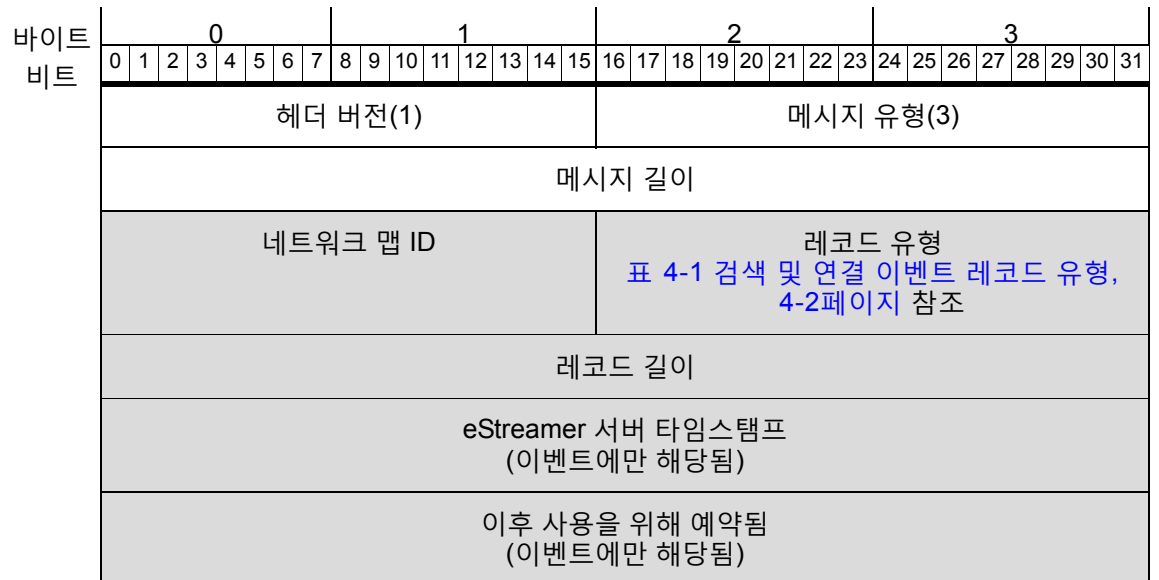 바이트 0 1 2 3
비트 0 1 2 3 4 5 6 7 8 9 10 11 12 13 14 15 16 17 18 19 20 21 22 23 24 25 26 27 28 29 30 31
헤더 버전(1) 메시지 유형(3)
메시지 길이
네트워크 맵 ID 레코드 유형
표 4-1 검색 및 연결 이벤트 레코드 유형,
4-2페이지 참조
레코드 길이
eStreamer 서버 타임스탬프
(이벤트에만 해당됨)
이후 사용을 위해 예약됨
(이벤트에만 해당됨)